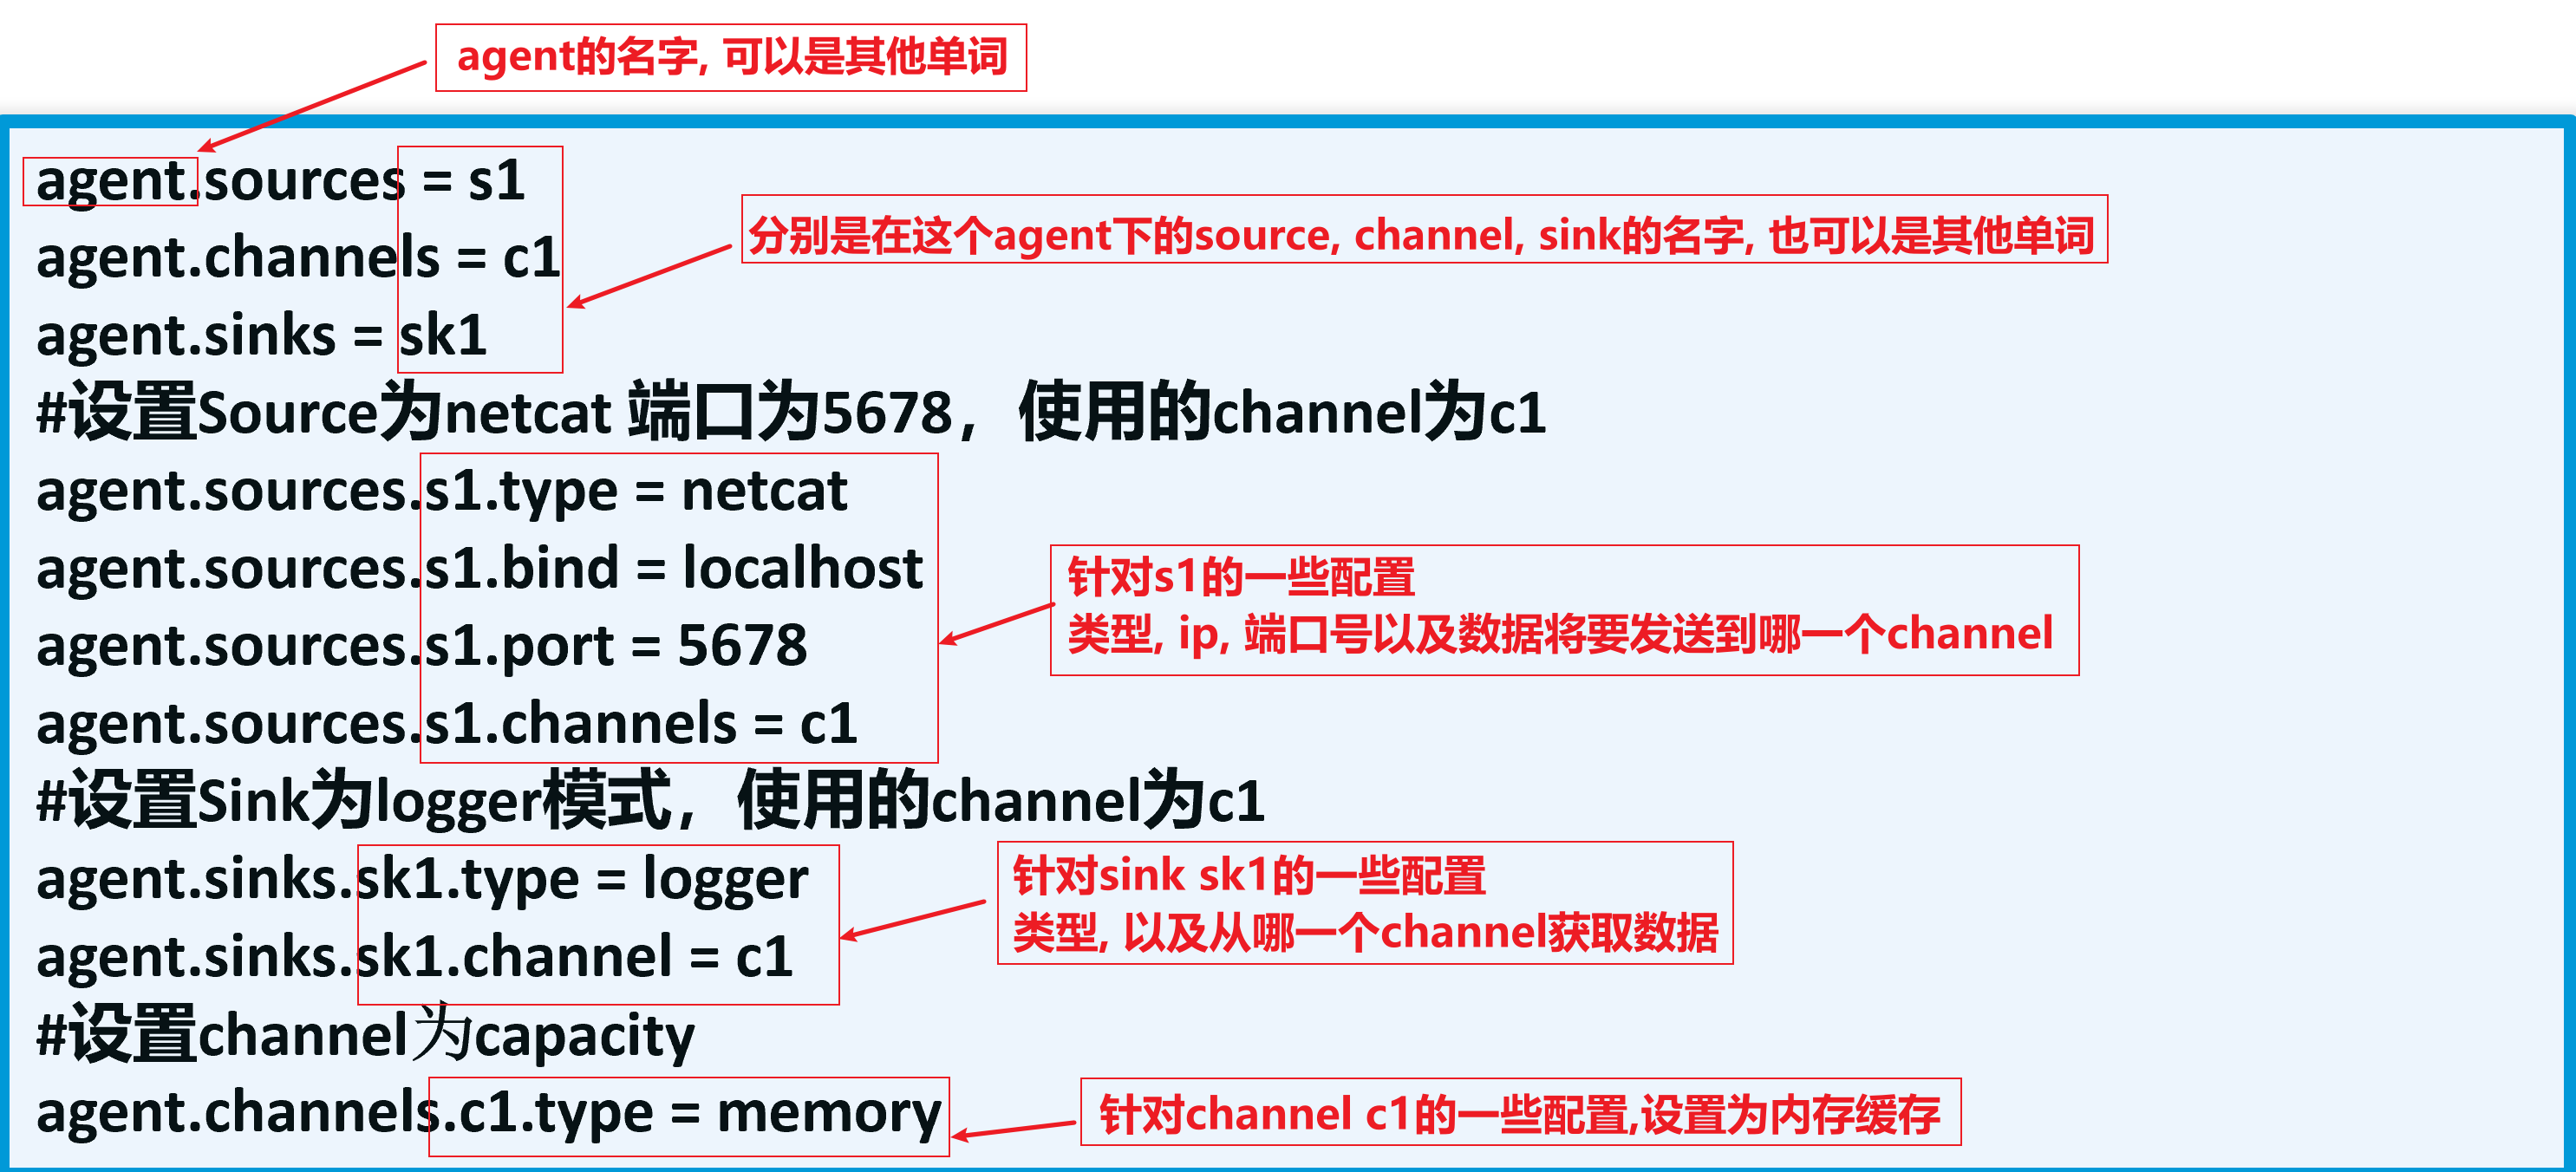 agent的名字, 可以是其他单词
agent.sources = s1
agent.channels = c1
分别是在这个agent下的source, channel, sink的名字, 也可以是其他单词
agent.sinks = sk1
#设置Source为netcat 端口为5678，使用的channel为c1
agent.sources.s1.type = netcat
agent.sources.s1.bind = localhost
针对s1的一些配置
类型, ip, 端口号以及数据将要发送到哪一个channel
agent.sources.s1.port = 5678
agent.sources.s1.channels = c1
#设置Sink为logger模式，使用的channel为c1
agent.sinks.sk1.type = logger
针对sink sk1的一些配置
类型, 以及从哪一个channel获取数据
agent.sinks.sk1.channel = c1
#设置channel为capacity
agent.channels.c1.type = memory
针对channel c1的一些配置,设置为内存缓存